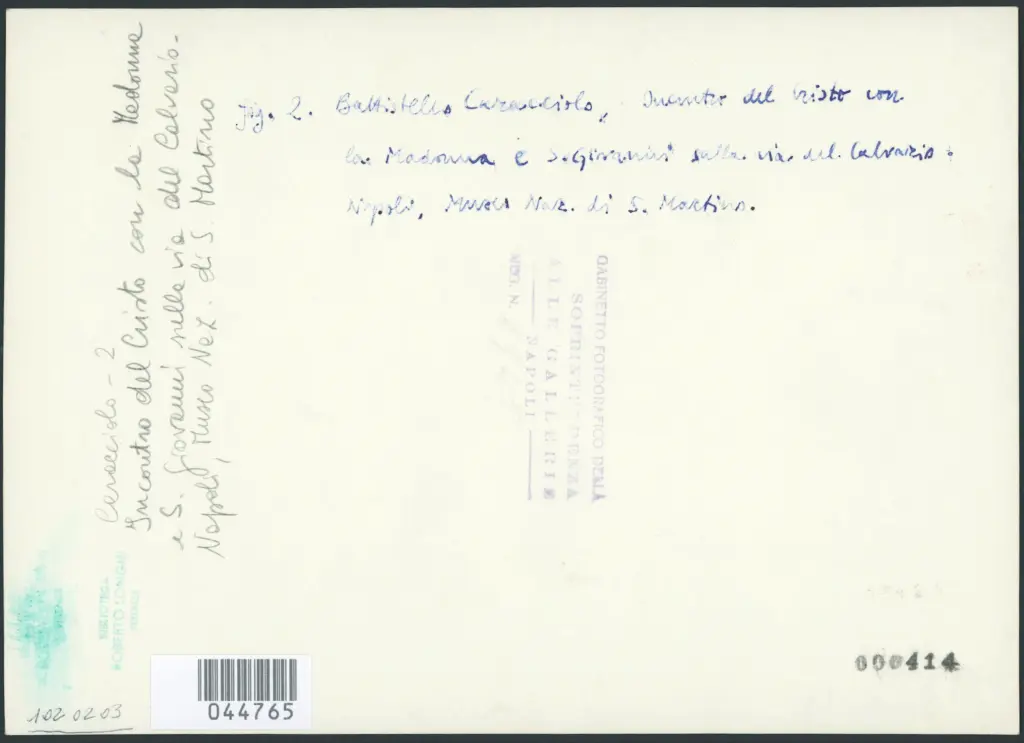 Fig. 2. Battistello Caracciolo, Incontro del Cristo con
la Madonna e S. Giovanni sulla via del Calvario.
Napoli, Museo Naz. di S. Martino.
Caracciolo - 2
Incontro del Cristo con la Madonna
e S. Giovanni sulla via del Calvario.
Napoli, Museo Naz. di S. Martino
GABINETTO FOTOGRAFICO DELLA
SOPRINTENDENZA
ALLE GALLERIE
NAPOLI
NEG. N.
ROBERTO LONGHI
044765
000414
102 02 03